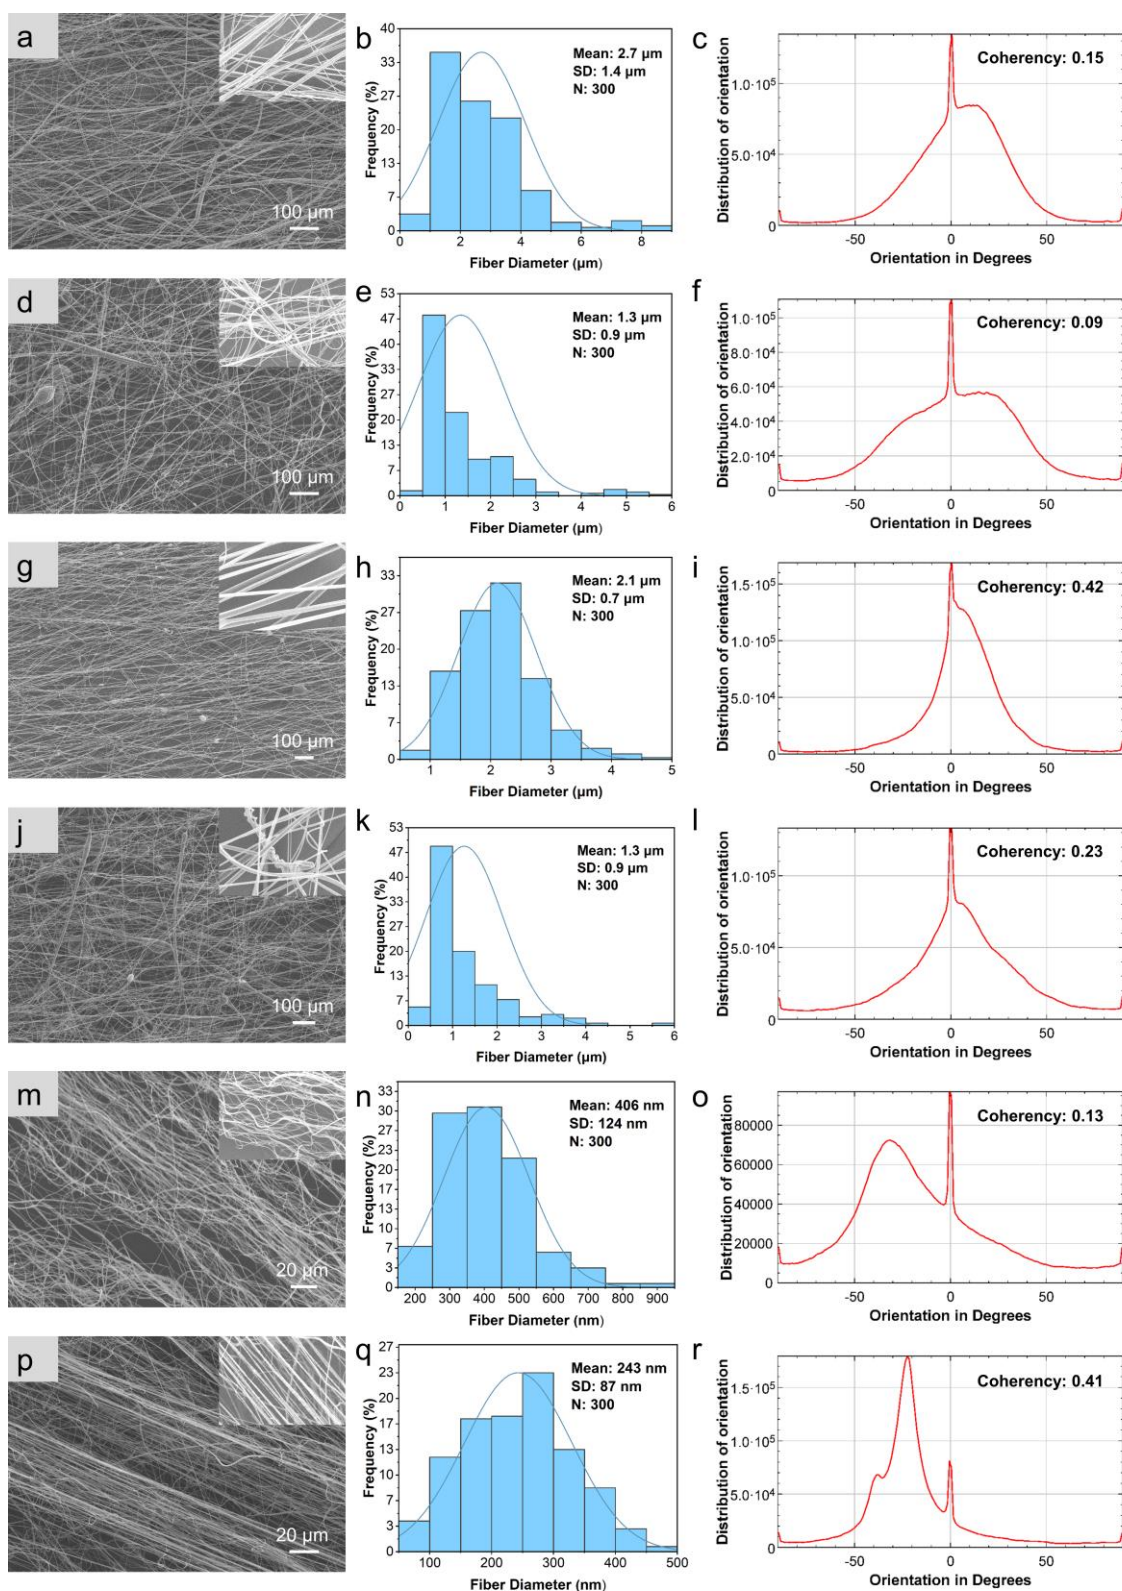 a
100 µm
b
Frequency (%)
40
33
27
20
13
7
0
Mean: 2.7 µm
SD: 1.4 µm
N: 300
0 2 4 6 8
Fiber Diameter (µm)
c
Distribution of orientation
1.0·10⁵
5.0·10⁴
0
Coherency: 0.15
-50 0 50
Orientation in Degrees
d
100 µm
e
Frequency (%)
53
47
40
33
27
20
13
7
0
Mean: 1.3 µm
SD: 0.9 µm
N: 300
0 1 2 3 4 5 6
Fiber Diameter (µm)
f
Distribution of orientation
1.0·10⁵
8.0·10⁴
6.0·10⁴
4.0·10⁴
2.0·10⁴
0
Coherency: 0.09
-50 0 50
Orientation in Degrees
g
100 µm
h
Frequency (%)
33
27
20
13
7
0
Mean: 2.1 µm
SD: 0.7 µm
N: 300
1 2 3 4 5
Fiber Diameter (µm)
i
Distribution of orientation
1.5·10⁵
1.0·10⁵
5.0·10⁴
0
Coherency: 0.42
-50 0 50
Orientation in Degrees
j
100 µm
k
Frequency (%)
53
47
40
33
27
20
13
7
0
Mean: 1.3 µm
SD: 0.9 µm
N: 300
0 1 2 3 4 5 6
Fiber Diameter (µm)
l
Distribution of orientation
1.0·10⁵
5.0·10⁴
0
Coherency: 0.23
-50 0 50
Orientation in Degrees
m
20 µm
n
Frequency (%)
33
30
27
23
20
17
13
10
7
3
0
Mean: 406 nm
SD: 124 nm
N: 300
200 300 400 500 600 700 800 900
Fiber Diameter (nm)
o
Distribution of orientation
80000
60000
40000
20000
0
Coherency: 0.13
-50 0 50
Orientation in Degrees
p
20 µm
q
Frequency (%)
27
23
20
17
13
10
7
3
0
Mean: 243 nm
SD: 87 nm
N: 300
100 200 300 400 500
Fiber Diameter (nm)
r
Distribution of orientation
1.5·10⁵
1.0·10⁵
5.0·10⁴
0
Coherency: 0.41
-50 0 50
Orientation in Degrees